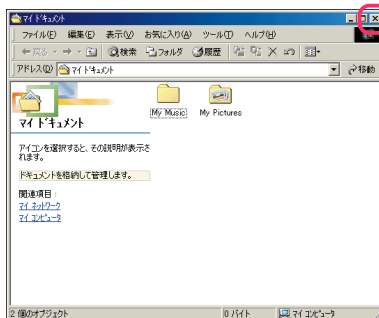 マイ ドキュメント
ファイル(F) 編集(E) 表示(V) お気に入り(A) ツール(T) ヘルプ(H)
戻る 検索 フォルダ 履歴
アドレス(D) マイ ドキュメント 移動
マイ ドキュメント
My Music My Pictures
アイコンを選択すると、その説明が表示さ
れます。
ドキュメントを格納して管理します。
関連項目:
マイ ネットワーク
マイ コンピュータ
2 個のオブジェクト 0 バイト マイ コンピュータ